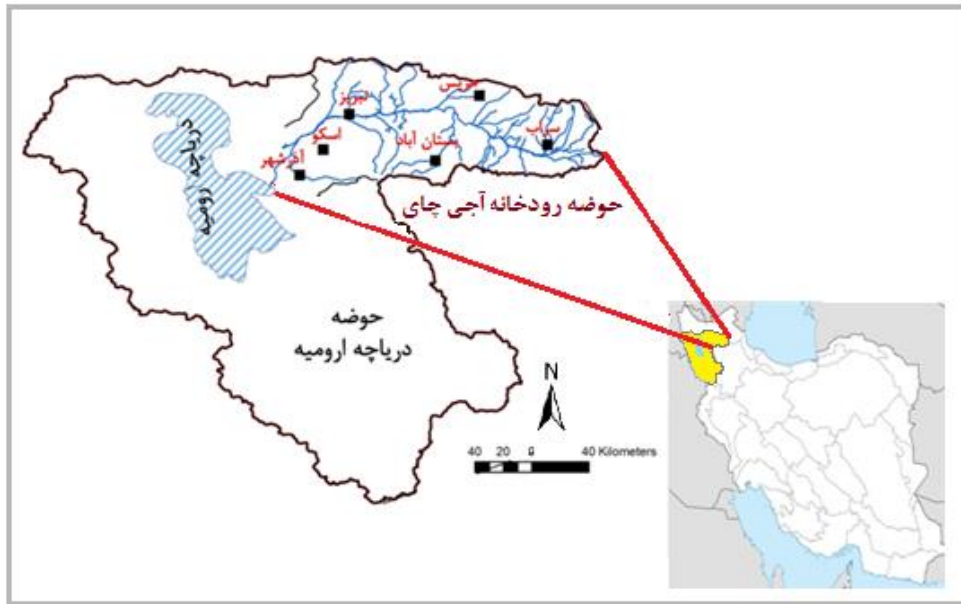 هریس
تبریز
سراب
اسکو
بستان آباد
آذرشهر
دریاچه ارومیه
حوضه رودخانه آجی چای
حوضه
دریاچه ارومیه
N
40 20 0 40 Kilometers